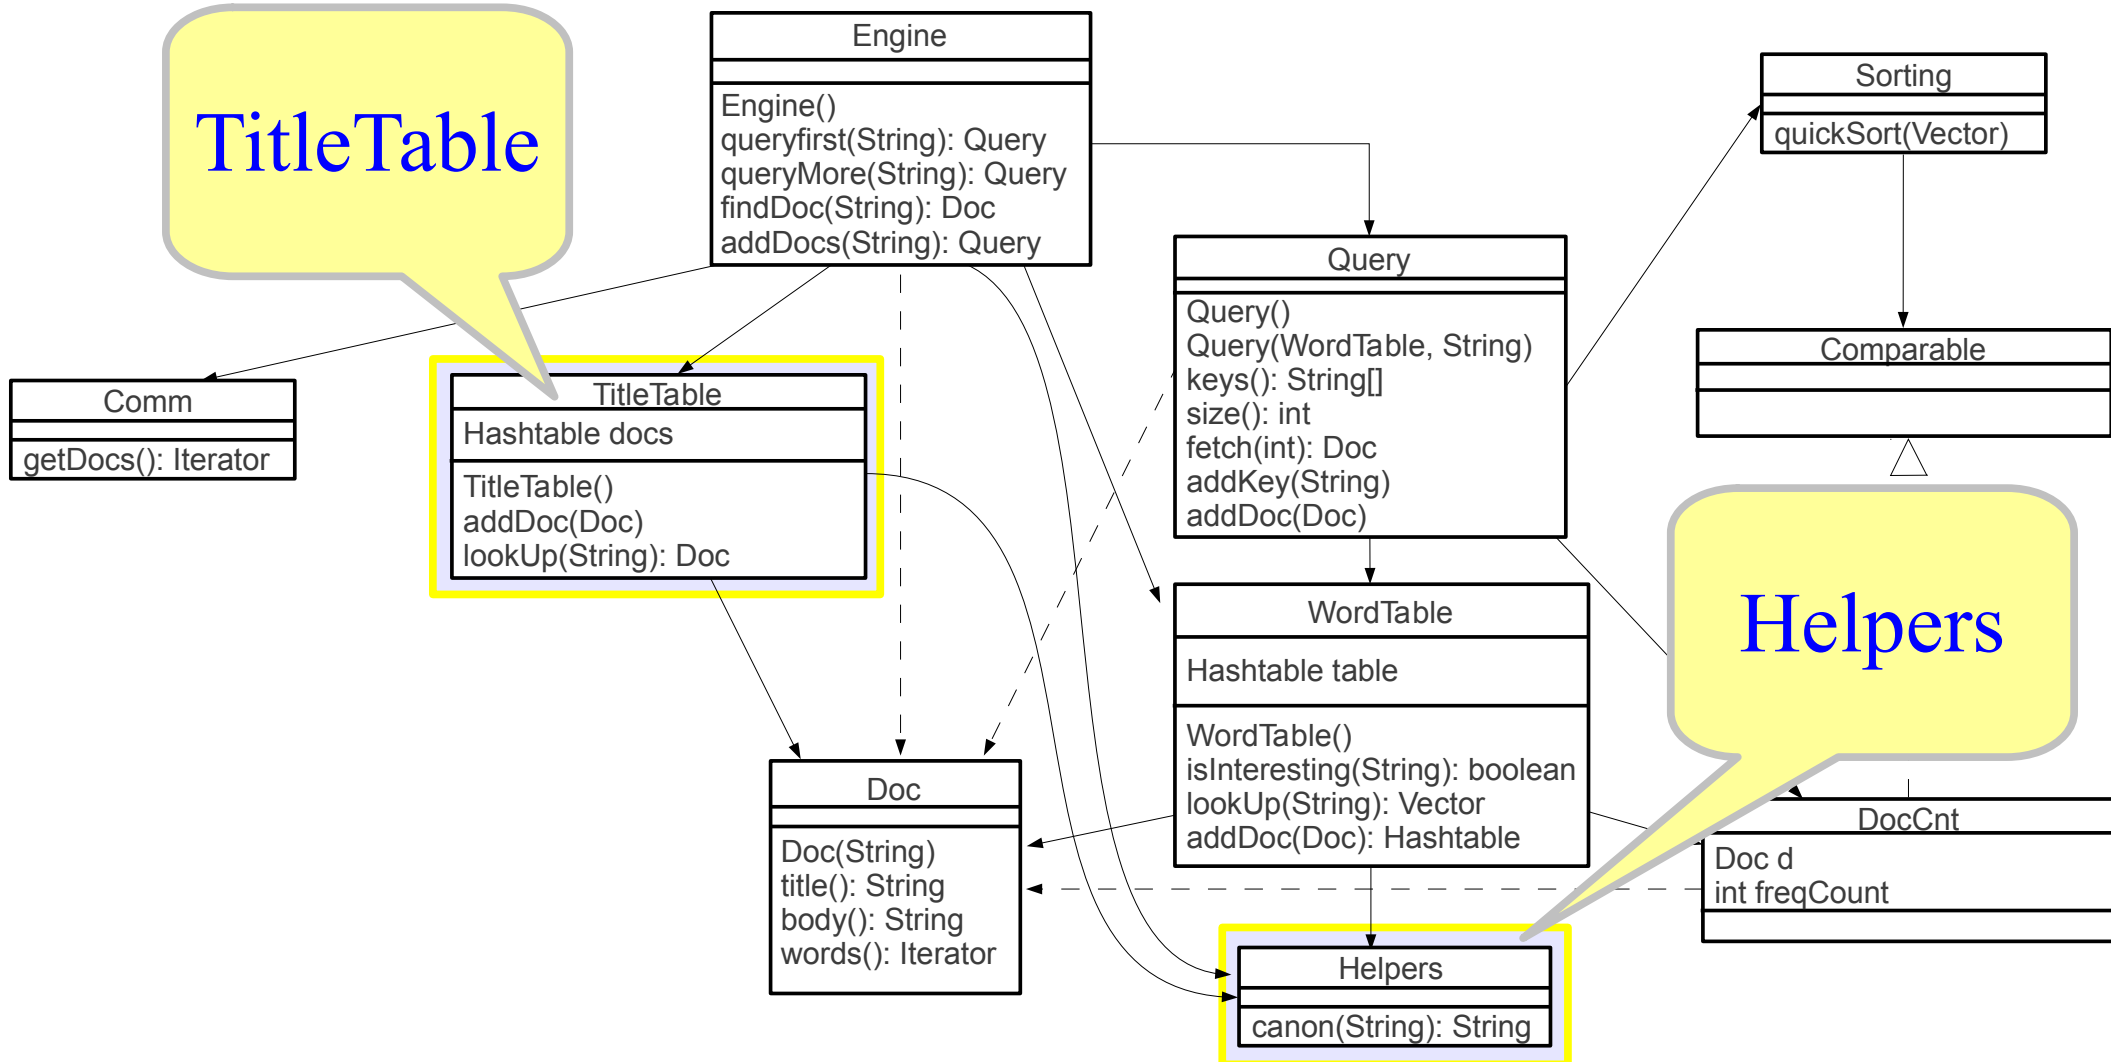 TitleTable
Engine
Engine()
queryfirst(String): Query
queryMore(String): Query
findDoc(String): Doc
addDocs(String): Query
Sorting
quickSort(Vector)
Query
Query()
Query(WordTable, String)
keys(): String[]
size(): int
fetch(int): Doc
addKey(String)
addDoc(Doc)
Comparable
Comm
getDocs(): Iterator
TitleTable
Hashtable docs
TitleTable()
addDoc(Doc)
lookUp(String): Doc
Helpers
WordTable
Hashtable table
WordTable()
isInteresting(String): boolean
lookUp(String): Vector
addDoc(Doc): Hashtable
Doc
Doc(String)
title(): String
body(): String
words(): Iterator
DocCnt
Doc d
int freqCount
Helpers
canon(String): String